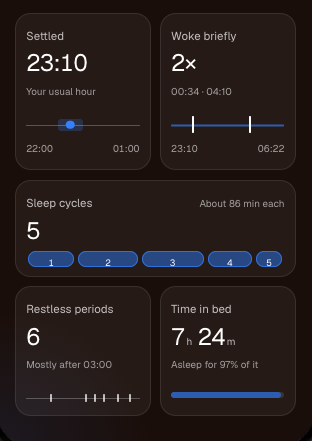 Settled
23:10
Your usual hour
22:00 01:00
Woke briefly
2×
00:34 · 04:10
23:10 06:22
Sleep cycles About 86 min each
5
1 2 3 4 5
Restless periods
6
Mostly after 03:00
Time in bed
7h 24m
Asleep for 97% of it